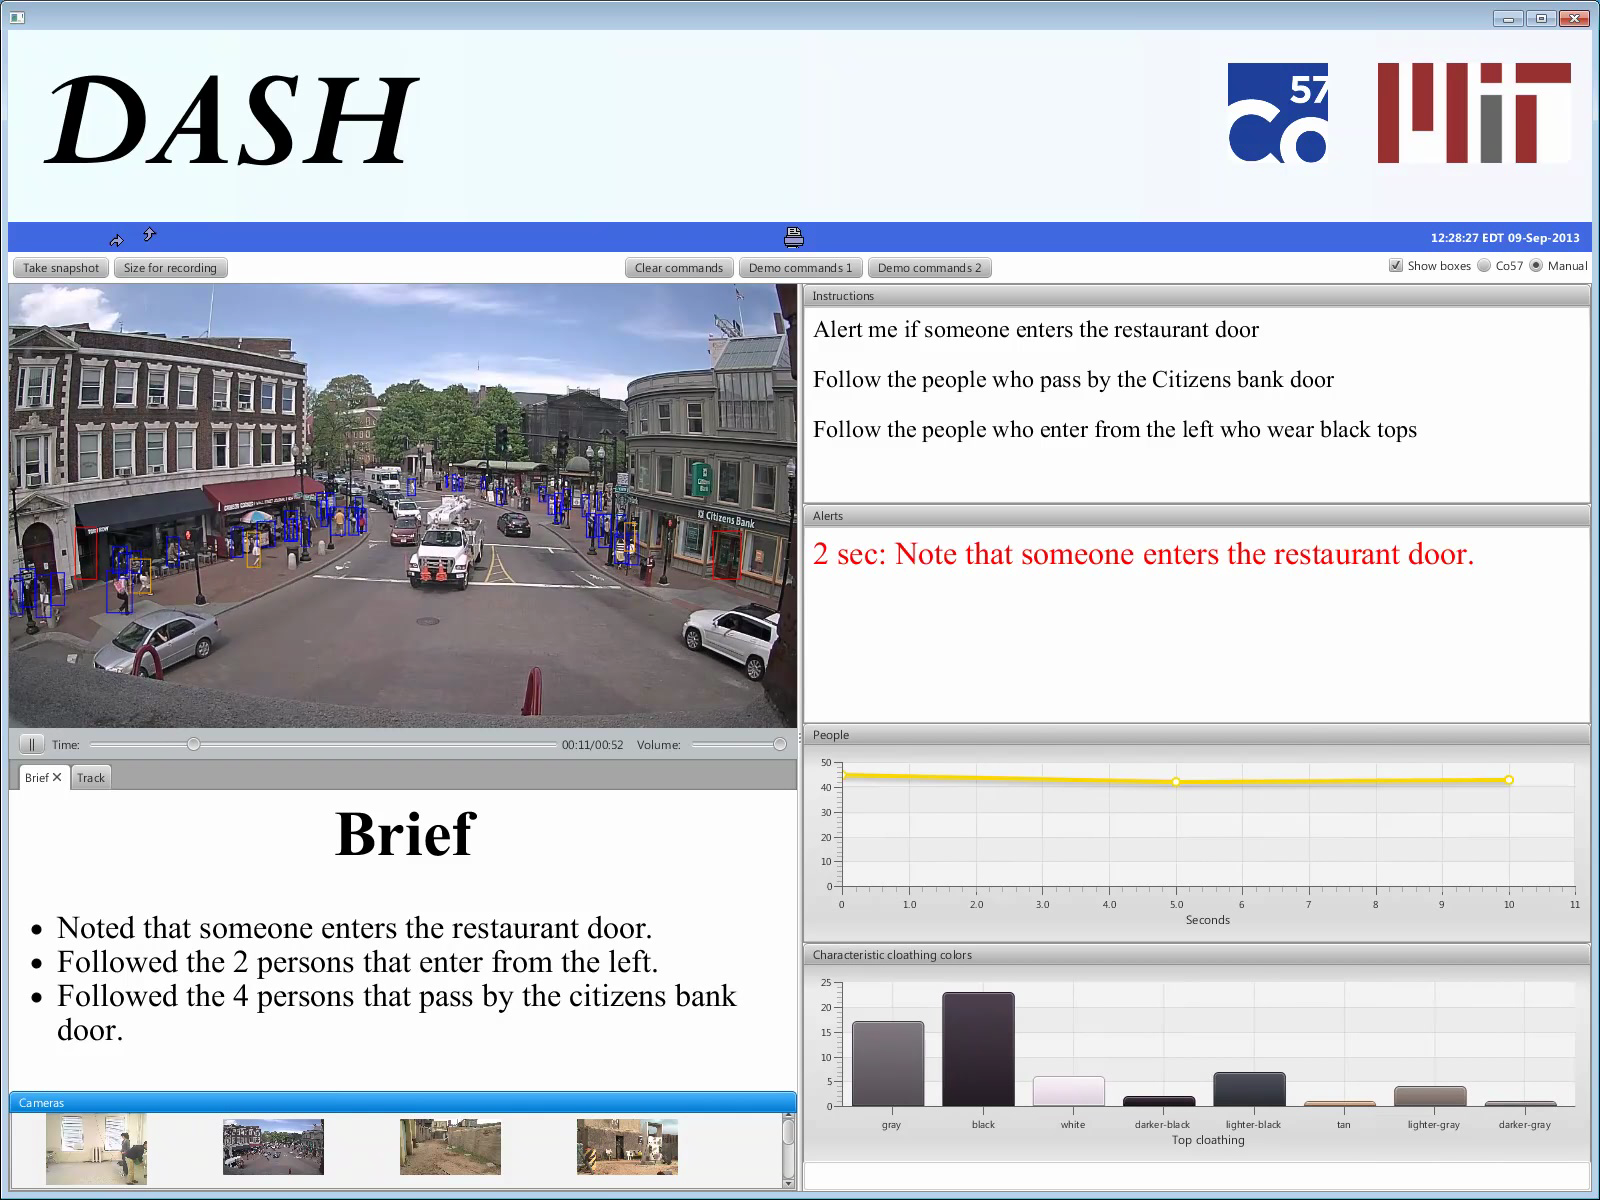 DASH
57
Co
MIT
12:28:27 EDT 09-Sep-2013
Take snapshot
Size for recording
Clear commands
Demo commands 1
Demo commands 2
Show boxes
Co57
Manual
Citizens Bank
Time:
00:11/00:52
Volume:
Brief
Track
Brief
Noted that someone enters the restaurant door.
Followed the 2 persons that enter from the left.
Followed the 4 persons that pass by the citizens bank
door.
Cameras
Instructions
Alert me if someone enters the restaurant door
Follow the people who pass by the Citizens bank door
Follow the people who enter from the left who wear black tops
Alerts
2 sec: Note that someone enters the restaurant door.
People
50
40
30
20
10
0
0 1.0 2.0 3.0 4.0 5.0 6 7 8 9 10 11
Seconds
Characteristic cloathing colors
25
20
15
10
5
0
gray black white darker-black lighter-black tan lighter-gray darker-gray
Top cloathing